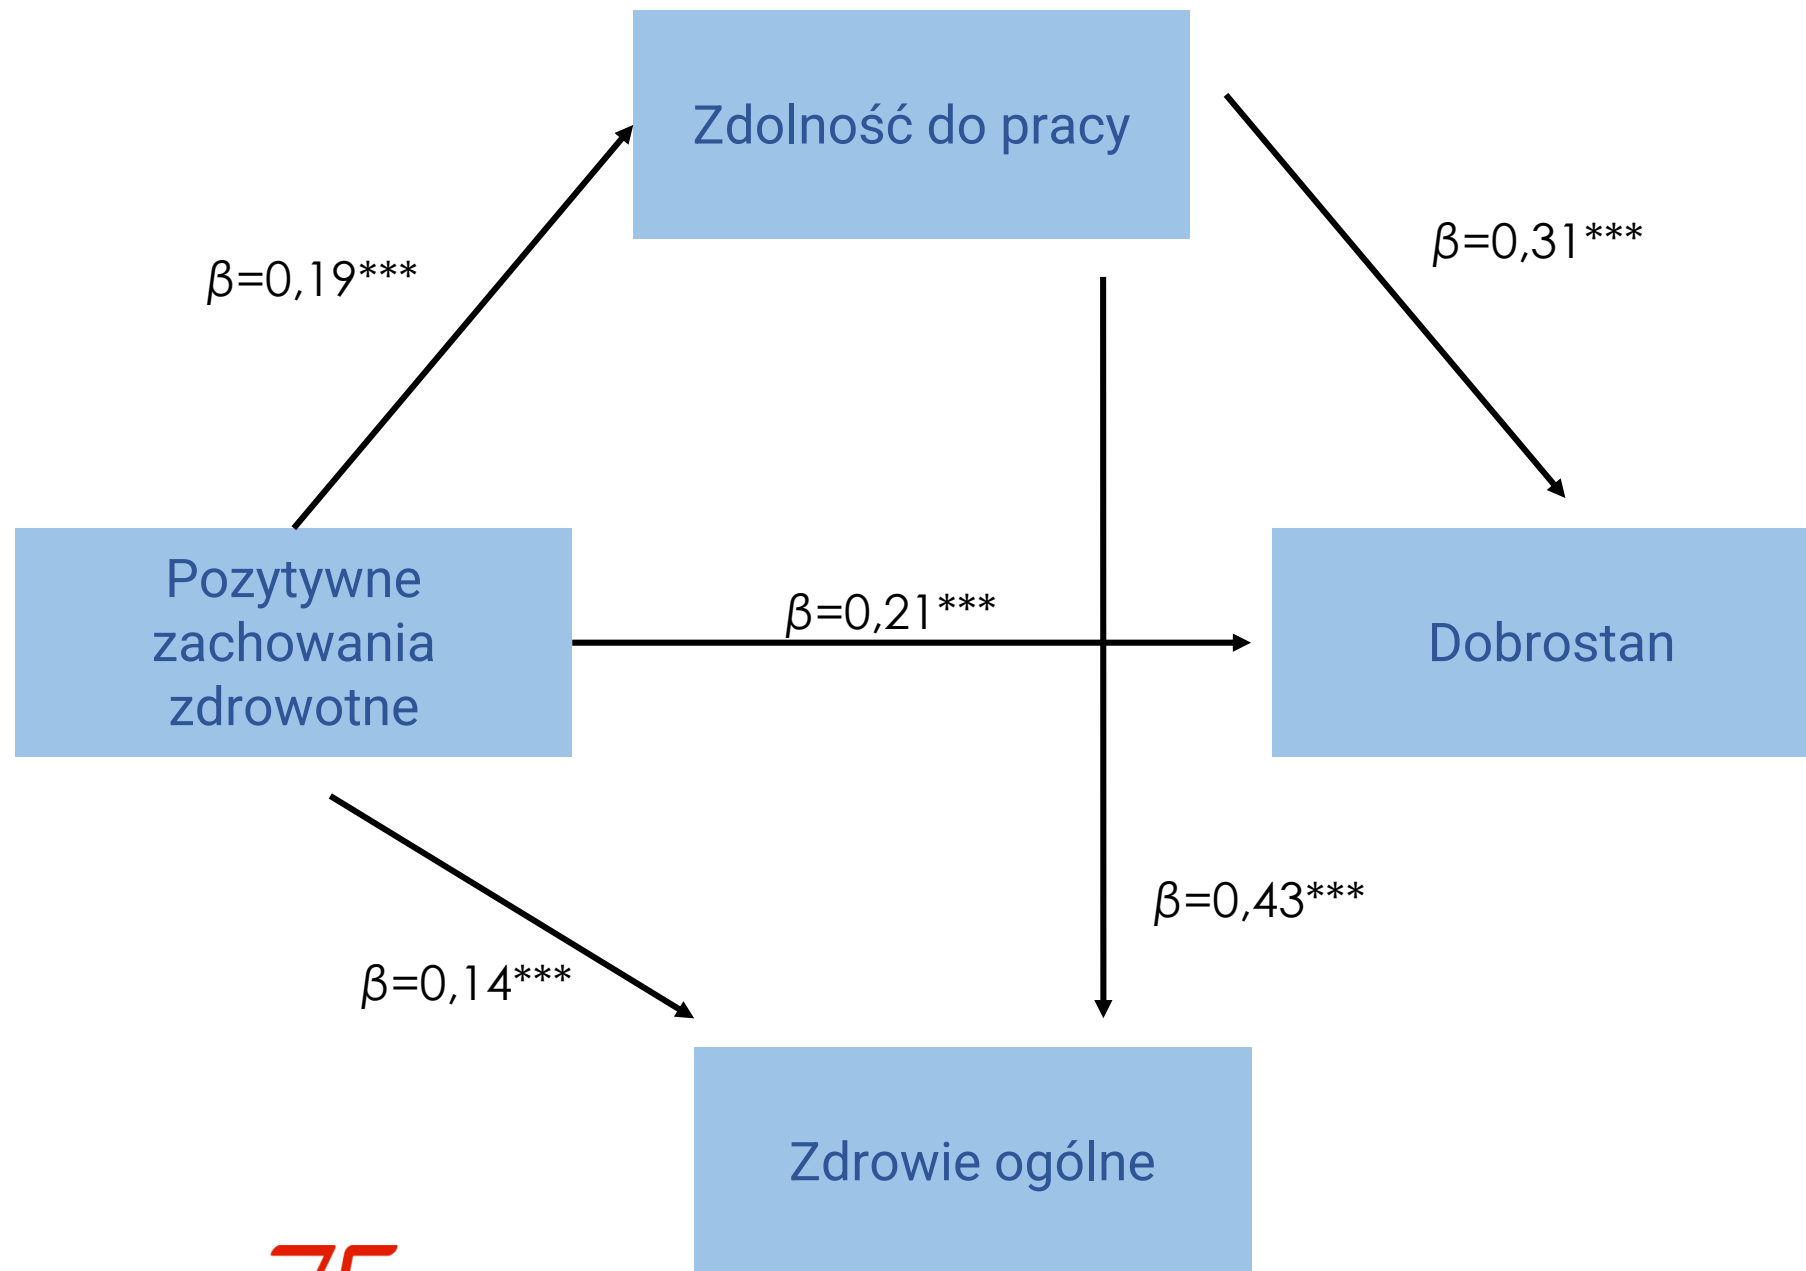 Zdolność do pracy
β=0,31***
β=0,19***
Pozytywne
zachowania
zdrowotne
β=0,21***
Dobrostan
β=0,43***
β=0,14***
Zdrowie ogólne